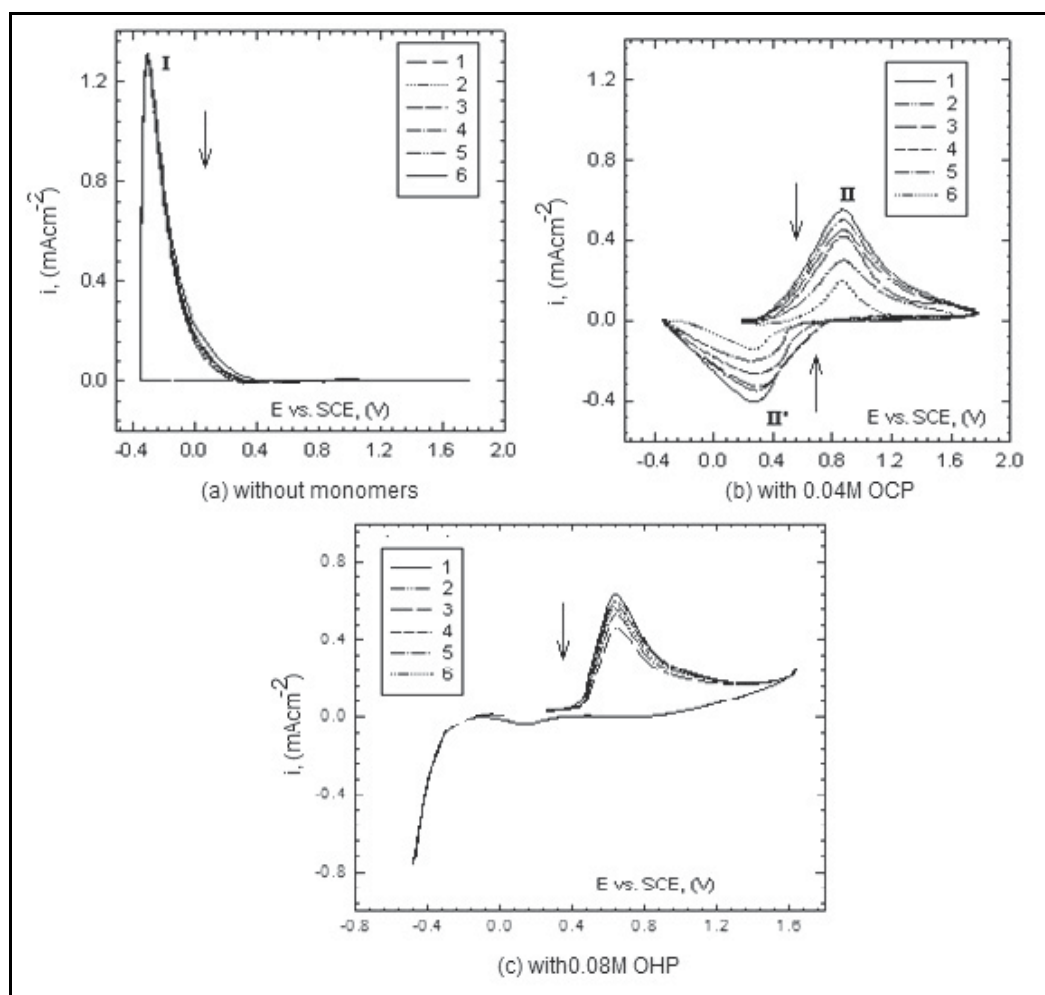 I
1
2
3
4
5
6
1.2
0.8
0.4
0.0
i, (mAcm-2)
E vs. SCE, (V)
-0.4 0.0 0.4 0.8 1.2 1.6 2.0
(a) without monomers
1
2
3
4
5
6
1.2
0.8
0.4
0.0
-0.4
i, (mAcm-2)
II
II'
E vs. SCE, (V)
-0.4 0.0 0.4 0.8 1.2 1.6 2.0
(b) with 0.04M OCP
1
2
3
4
5
6
0.8
0.4
0.0
-0.4
-0.8
i, (mAcm-2)
E vs. SCE, (V)
-0.8 -0.4 0.0 0.4 0.8 1.2 1.6
(c) with0.08M OHP